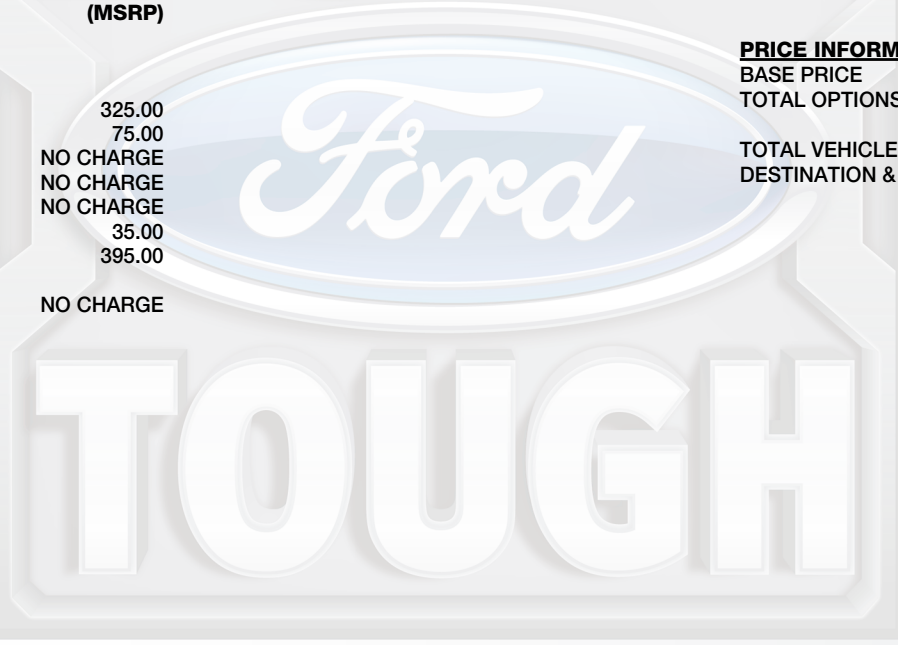 (MSRP)
325.00
75.00
NO CHARGE
NO CHARGE
NO CHARGE
35.00
395.00
NO CHARGE
PRICE INFORM
BASE PRICE
TOTAL OPTIONS
TOTAL VEHICLE
DESTINATION &
Ford
TOUGH